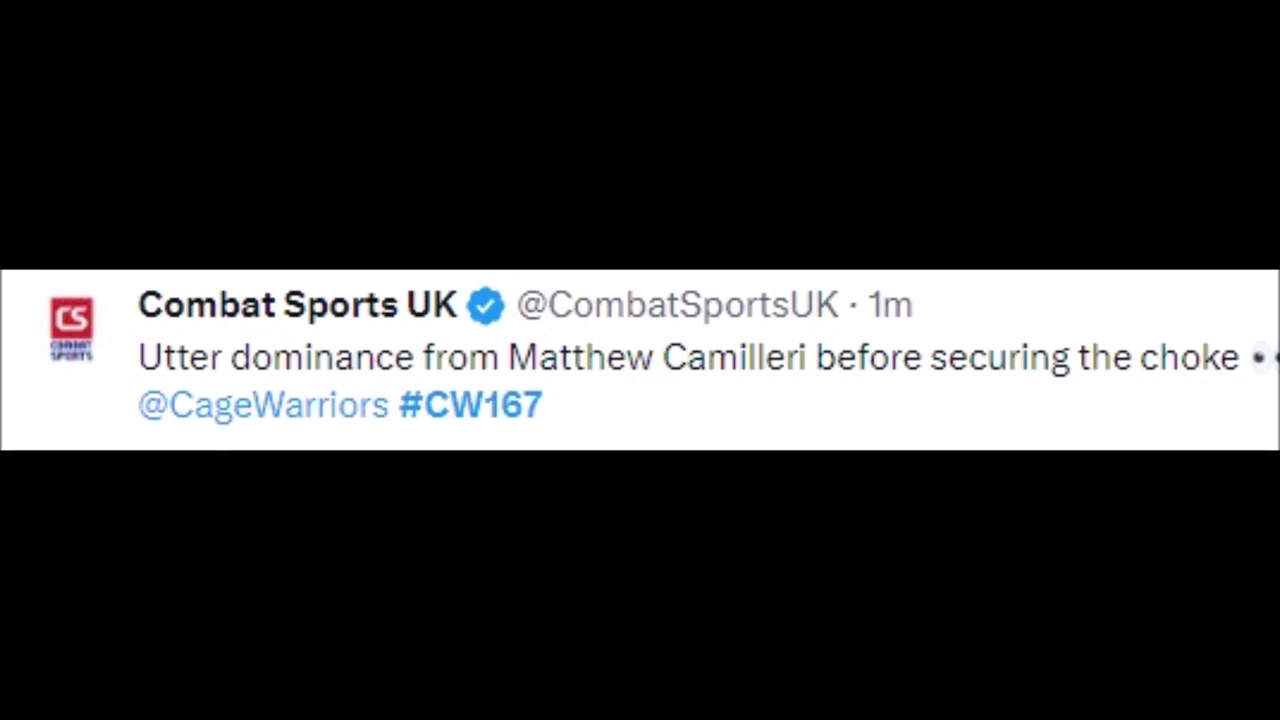 CS
COMBAT
SPORTS
Combat Sports UK @CombatSportsUK · 1m
Utter dominance from Matthew Camilleri before securing the choke 👀
@CageWarriors #CW167